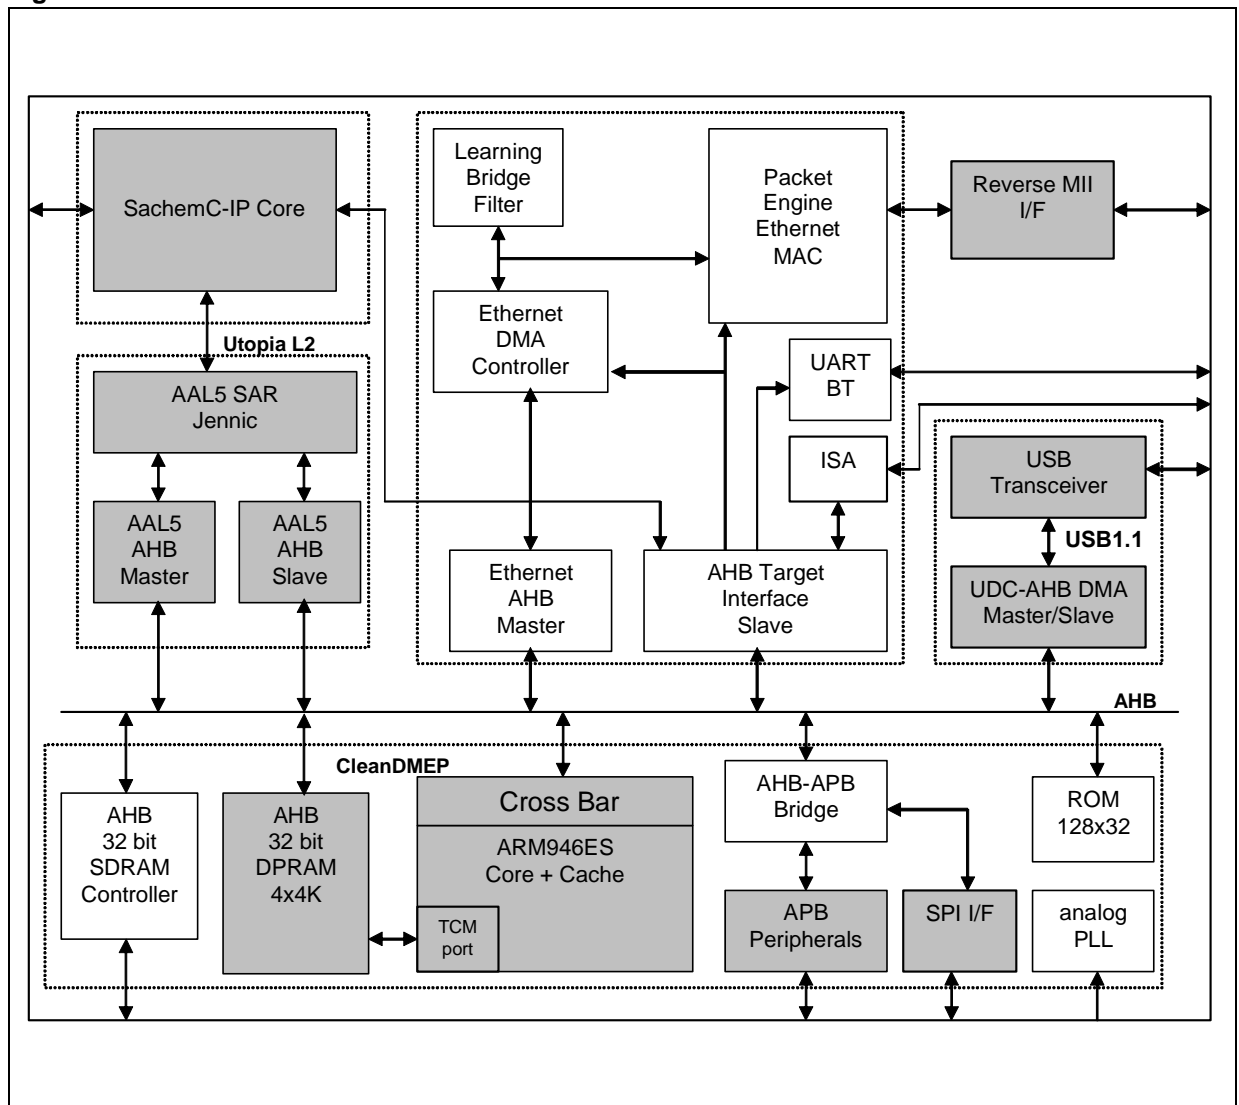 SachemC-IP Core
Learning
Bridge
Filter
Packet
Engine
Ethernet
MAC
Reverse MII
I/F
Utopia L2
Ethernet
DMA
Controller
UART
BT
AAL5 SAR
Jennic
ISA
USB
Transceiver
USB1.1
AAL5
AHB
Master
AAL5
AHB
Slave
Ethernet
AHB
Master
AHB Target
Interface
Slave
UDC-AHB DMA
Master/Slave
AHB
CleanDMEP
AHB
32 bit
SDRAM
Controller
AHB
32 bit
DPRAM
4x4K
Cross Bar
ARM946ES
Core + Cache
TCM
port
AHB-APB
Bridge
ROM
128x32
APB
Peripherals
SPI I/F
analog
PLL